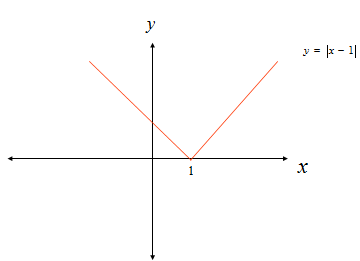 y
y = |x − 1|
1
x